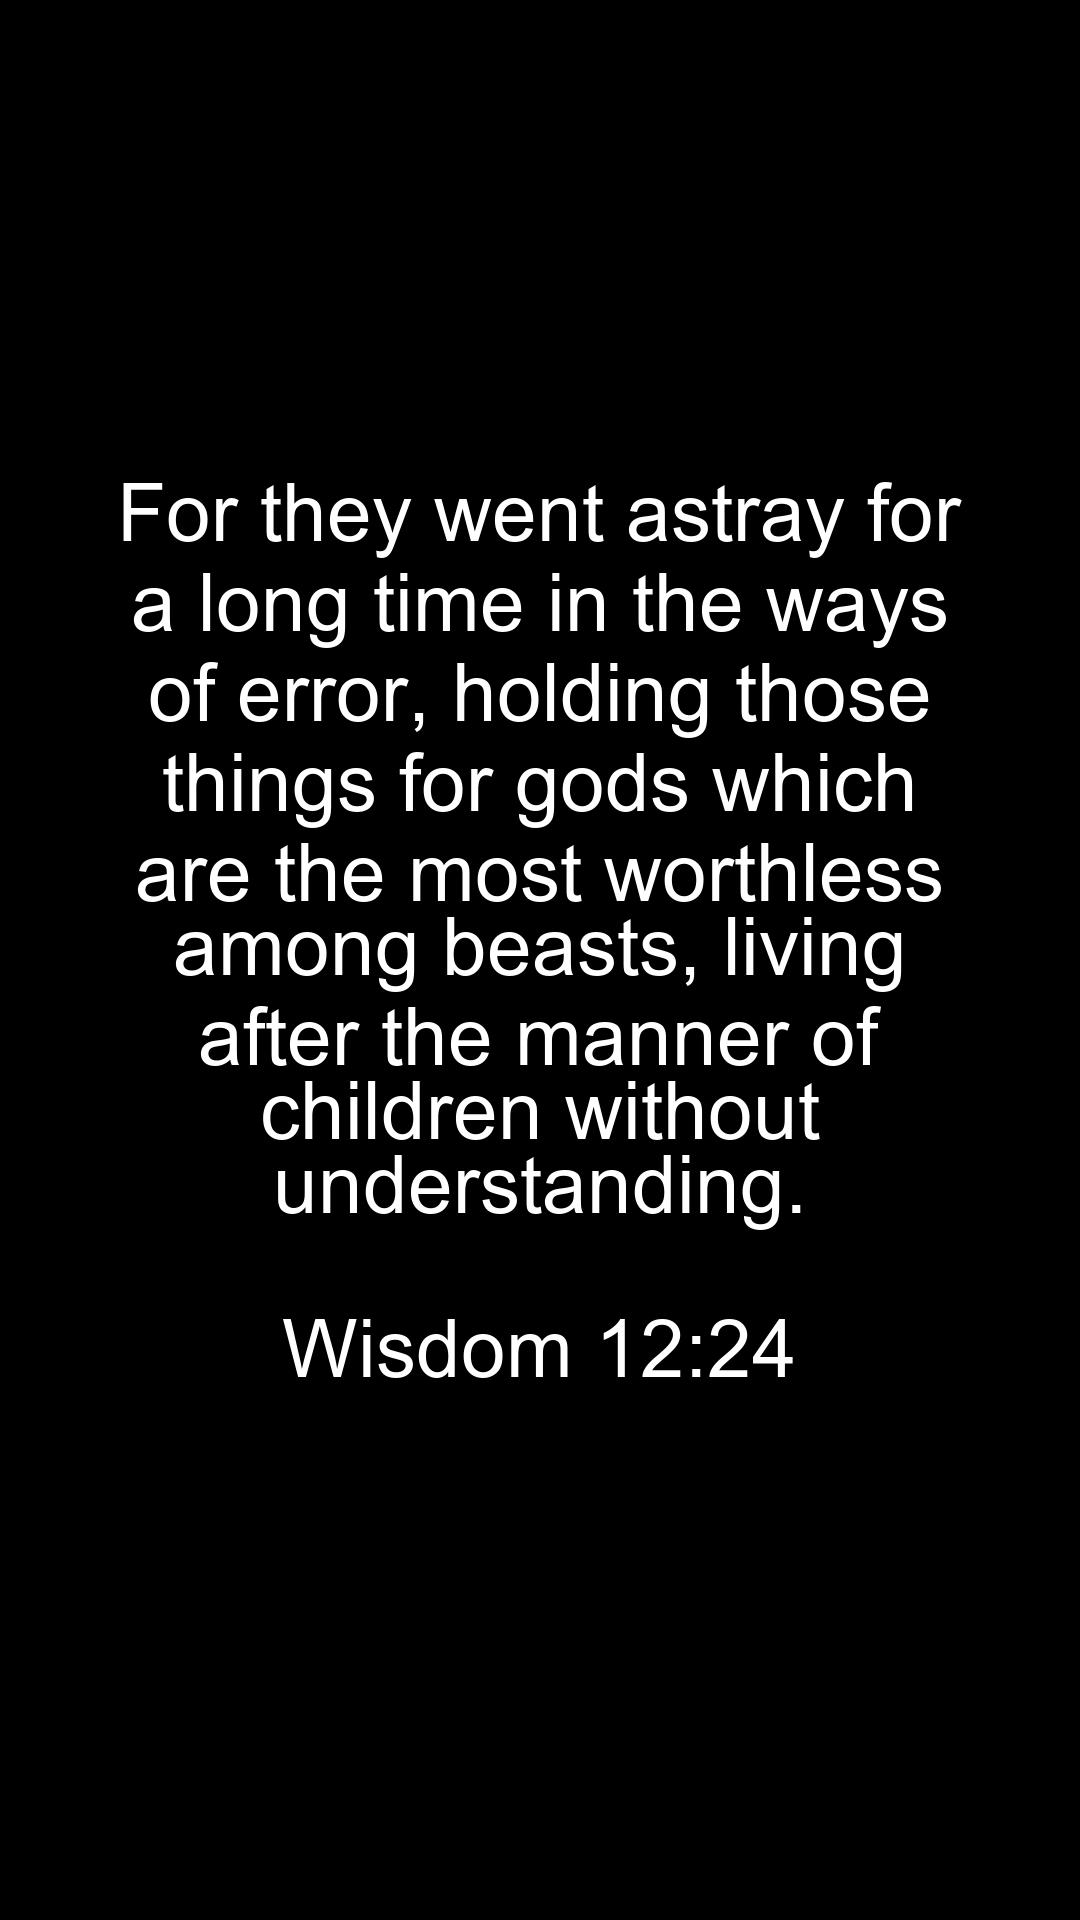 For they went astray for
a long time in the ways
of error, holding those
things for gods which
are the most worthless
among beasts, living
after the manner of
children without
understanding.
Wisdom 12:24